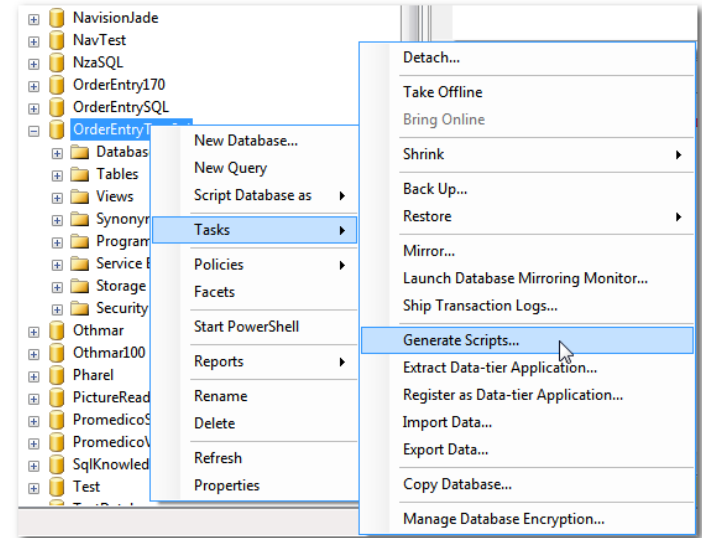 NavisionJade
NavTest
NzaSQL
OrderEntry170
OrderEntrySQL
Tables
Views
Security
Othmar
Othmar100
Pharel
Test
New Database...
New Query
Script Database as
Tasks
Policies
Facets
Start PowerShell
Reports
Rename
Delete
Refresh
Properties
Detach...
Take Offline
Bring Online
Shrink
Back Up...
Restore
Mirror...
Launch Database Mirroring Monitor...
Ship Transaction Logs...
Generate Scripts...
Extract Data-tier Application...
Register as Data-tier Application...
Import Data...
Export Data...
Copy Database...
Manage Database Encryption...